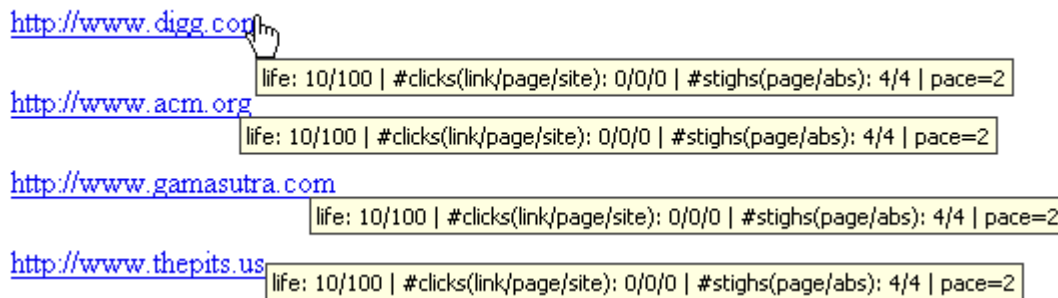 http://www.digg.com
life: 10/100 | #clicks(link/page/site): 0/0/0 | #stighs(page/abs): 4/4 | pace=2
http://www.acm.org
life: 10/100 | #clicks(link/page/site): 0/0/0 | #stighs(page/abs): 4/4 | pace=2
http://www.gamasutra.com
life: 10/100 | #clicks(link/page/site): 0/0/0 | #stighs(page/abs): 4/4 | pace=2
http://www.thepits.us
life: 10/100 | #clicks(link/page/site): 0/0/0 | #stighs(page/abs): 4/4 | pace=2